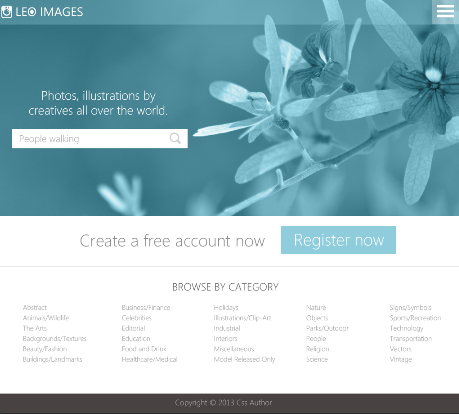 LEO IMAGES
Photos, illustrations by
creatives all over the world.
People walking
Create a free account now
Register now
BROWSE BY CATEGORY
Abstract
Animals/Wildlife
The Arts
Backgrounds/Textures
Beauty/Fashion
Buildings/Landmarks
Business/Finance
Celebrities
Editorial
Education
Food and Drink
Healthcare/Medical
Holidays
Illustrations/Clip-Art
Industrial
Interiors
Miscellaneous
Model Released Only
Nature
Objects
Parks/Outdoor
People
Religion
Science
Signs/Symbols
Sports/Recreation
Technology
Transportation
Vectors
Vintage
Copyright © 2013 Css Author